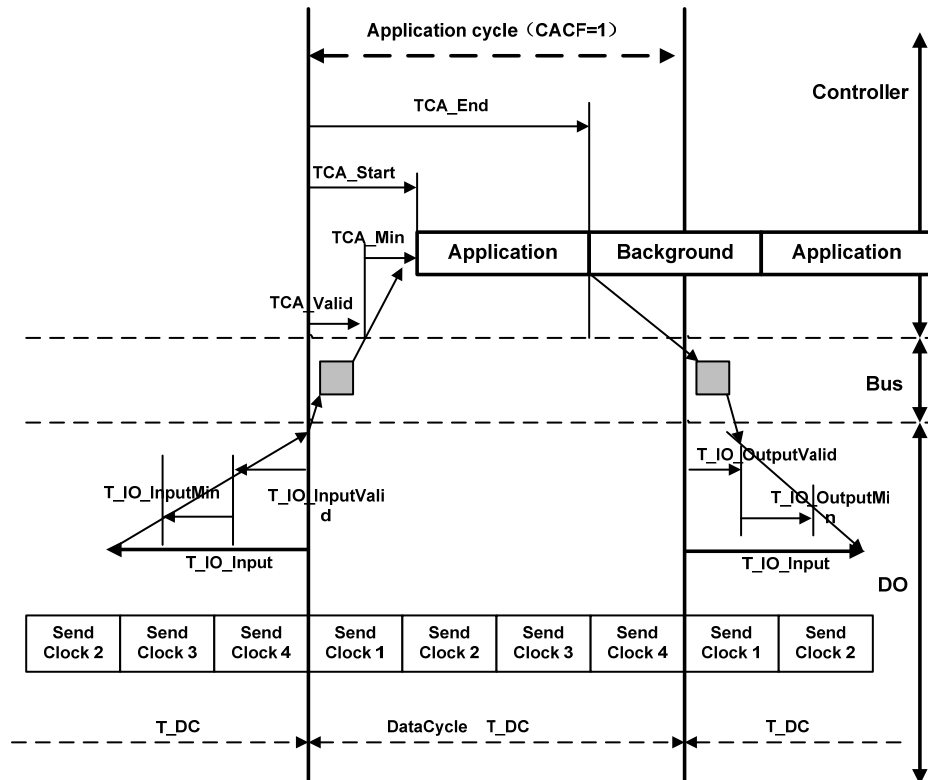 Application cycle（CACF=1）
Controller
TCA_End
TCA_Start
TCA_Min
Application
Background
Application
TCA_Valid
Bus
T_IO_OutputValid
T_IO_InputMin
T_IO_InputVali
d
T_IO_OutputMi
n
T_IO_Input
T_IO_Input
DO
Send
Clock 2
Send
Clock 3
Send
Clock 4
Send
Clock 1
Send
Clock 2
Send
Clock 3
Send
Clock 4
Send
Clock 1
Send
Clock 2
T_DC
DataCycle T_DC
T_DC